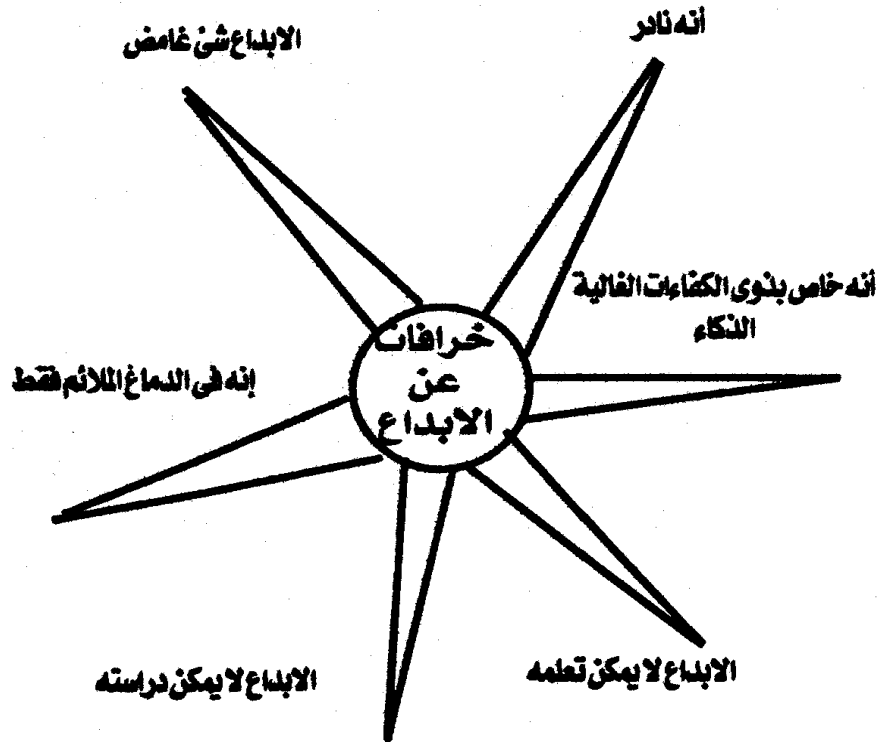 أنه نادر
الابداع شئ غامض
أنه خاص بذوى الكفاءات الغالية
الذكاء
خرافات
عن
الابداع
إنه فى الدماغ الملائم فقط
الابداع لا يمكن تعلمه
الابداع لا يمكن دراسته